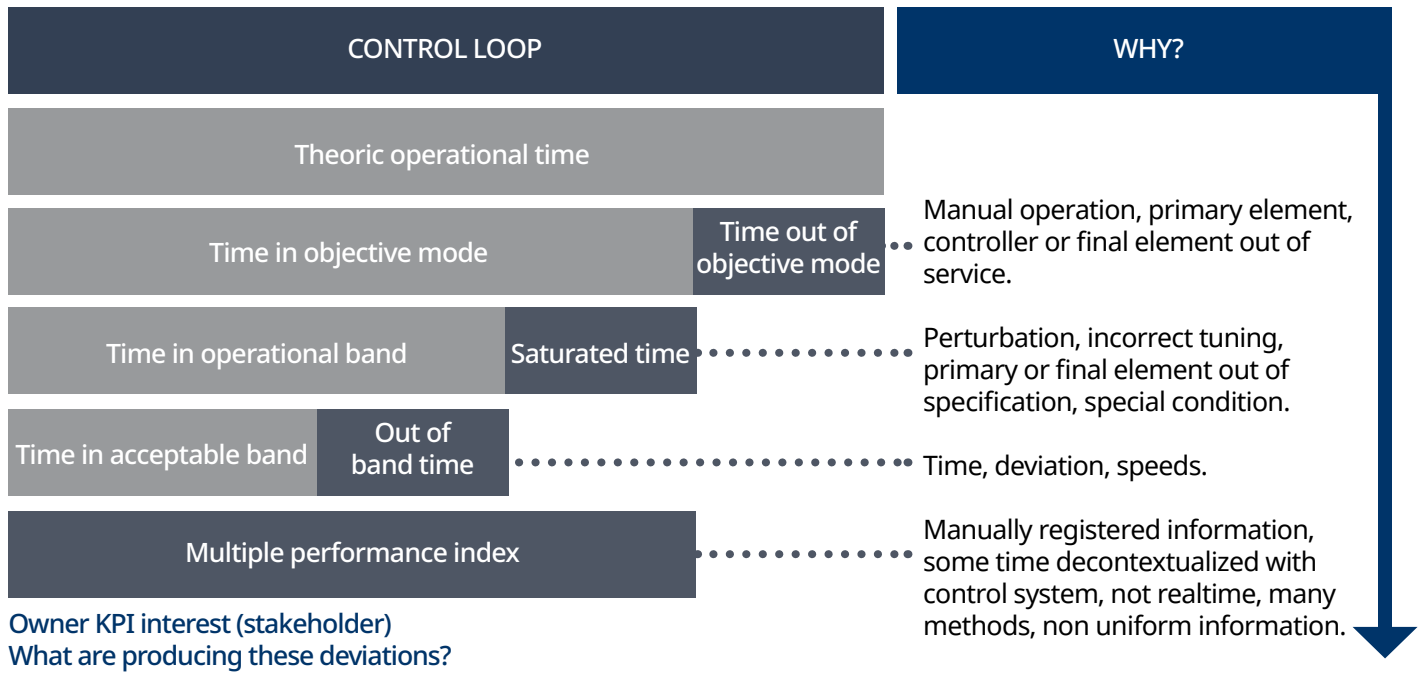 CONTROL LOOP
WHY?
Theoric operational time
Time in objective mode
Time out of
objective mode
Manual operation, primary element,
controller or final element out of
service.
Time in operational band
Saturated time
Perturbation, incorrect tuning,
primary or final element out of
specification, special condition.
Time in acceptable band
Out of
band time
Time, deviation, speeds.
Multiple performance index
Manually registered information,
some time decontextualized with
control system, not realtime, many
methods, non uniform information.
Owner KPI interest (stakeholder)
What are producing these deviations?